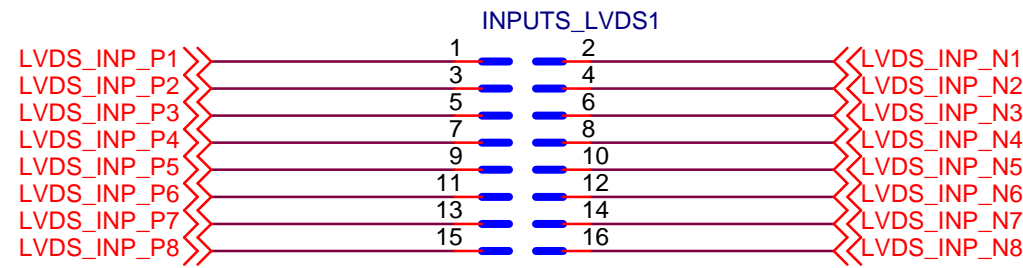 INPUTS_LVDS1
LVDS_INP_P1 1 2 LVDS_INP_N1
LVDS_INP_P2 3 4 LVDS_INP_N2
LVDS_INP_P3 5 6 LVDS_INP_N3
LVDS_INP_P4 7 8 LVDS_INP_N4
LVDS_INP_P5 9 10 LVDS_INP_N5
LVDS_INP_P6 11 12 LVDS_INP_N6
LVDS_INP_P7 13 14 LVDS_INP_N7
LVDS_INP_P8 15 16 LVDS_INP_N8